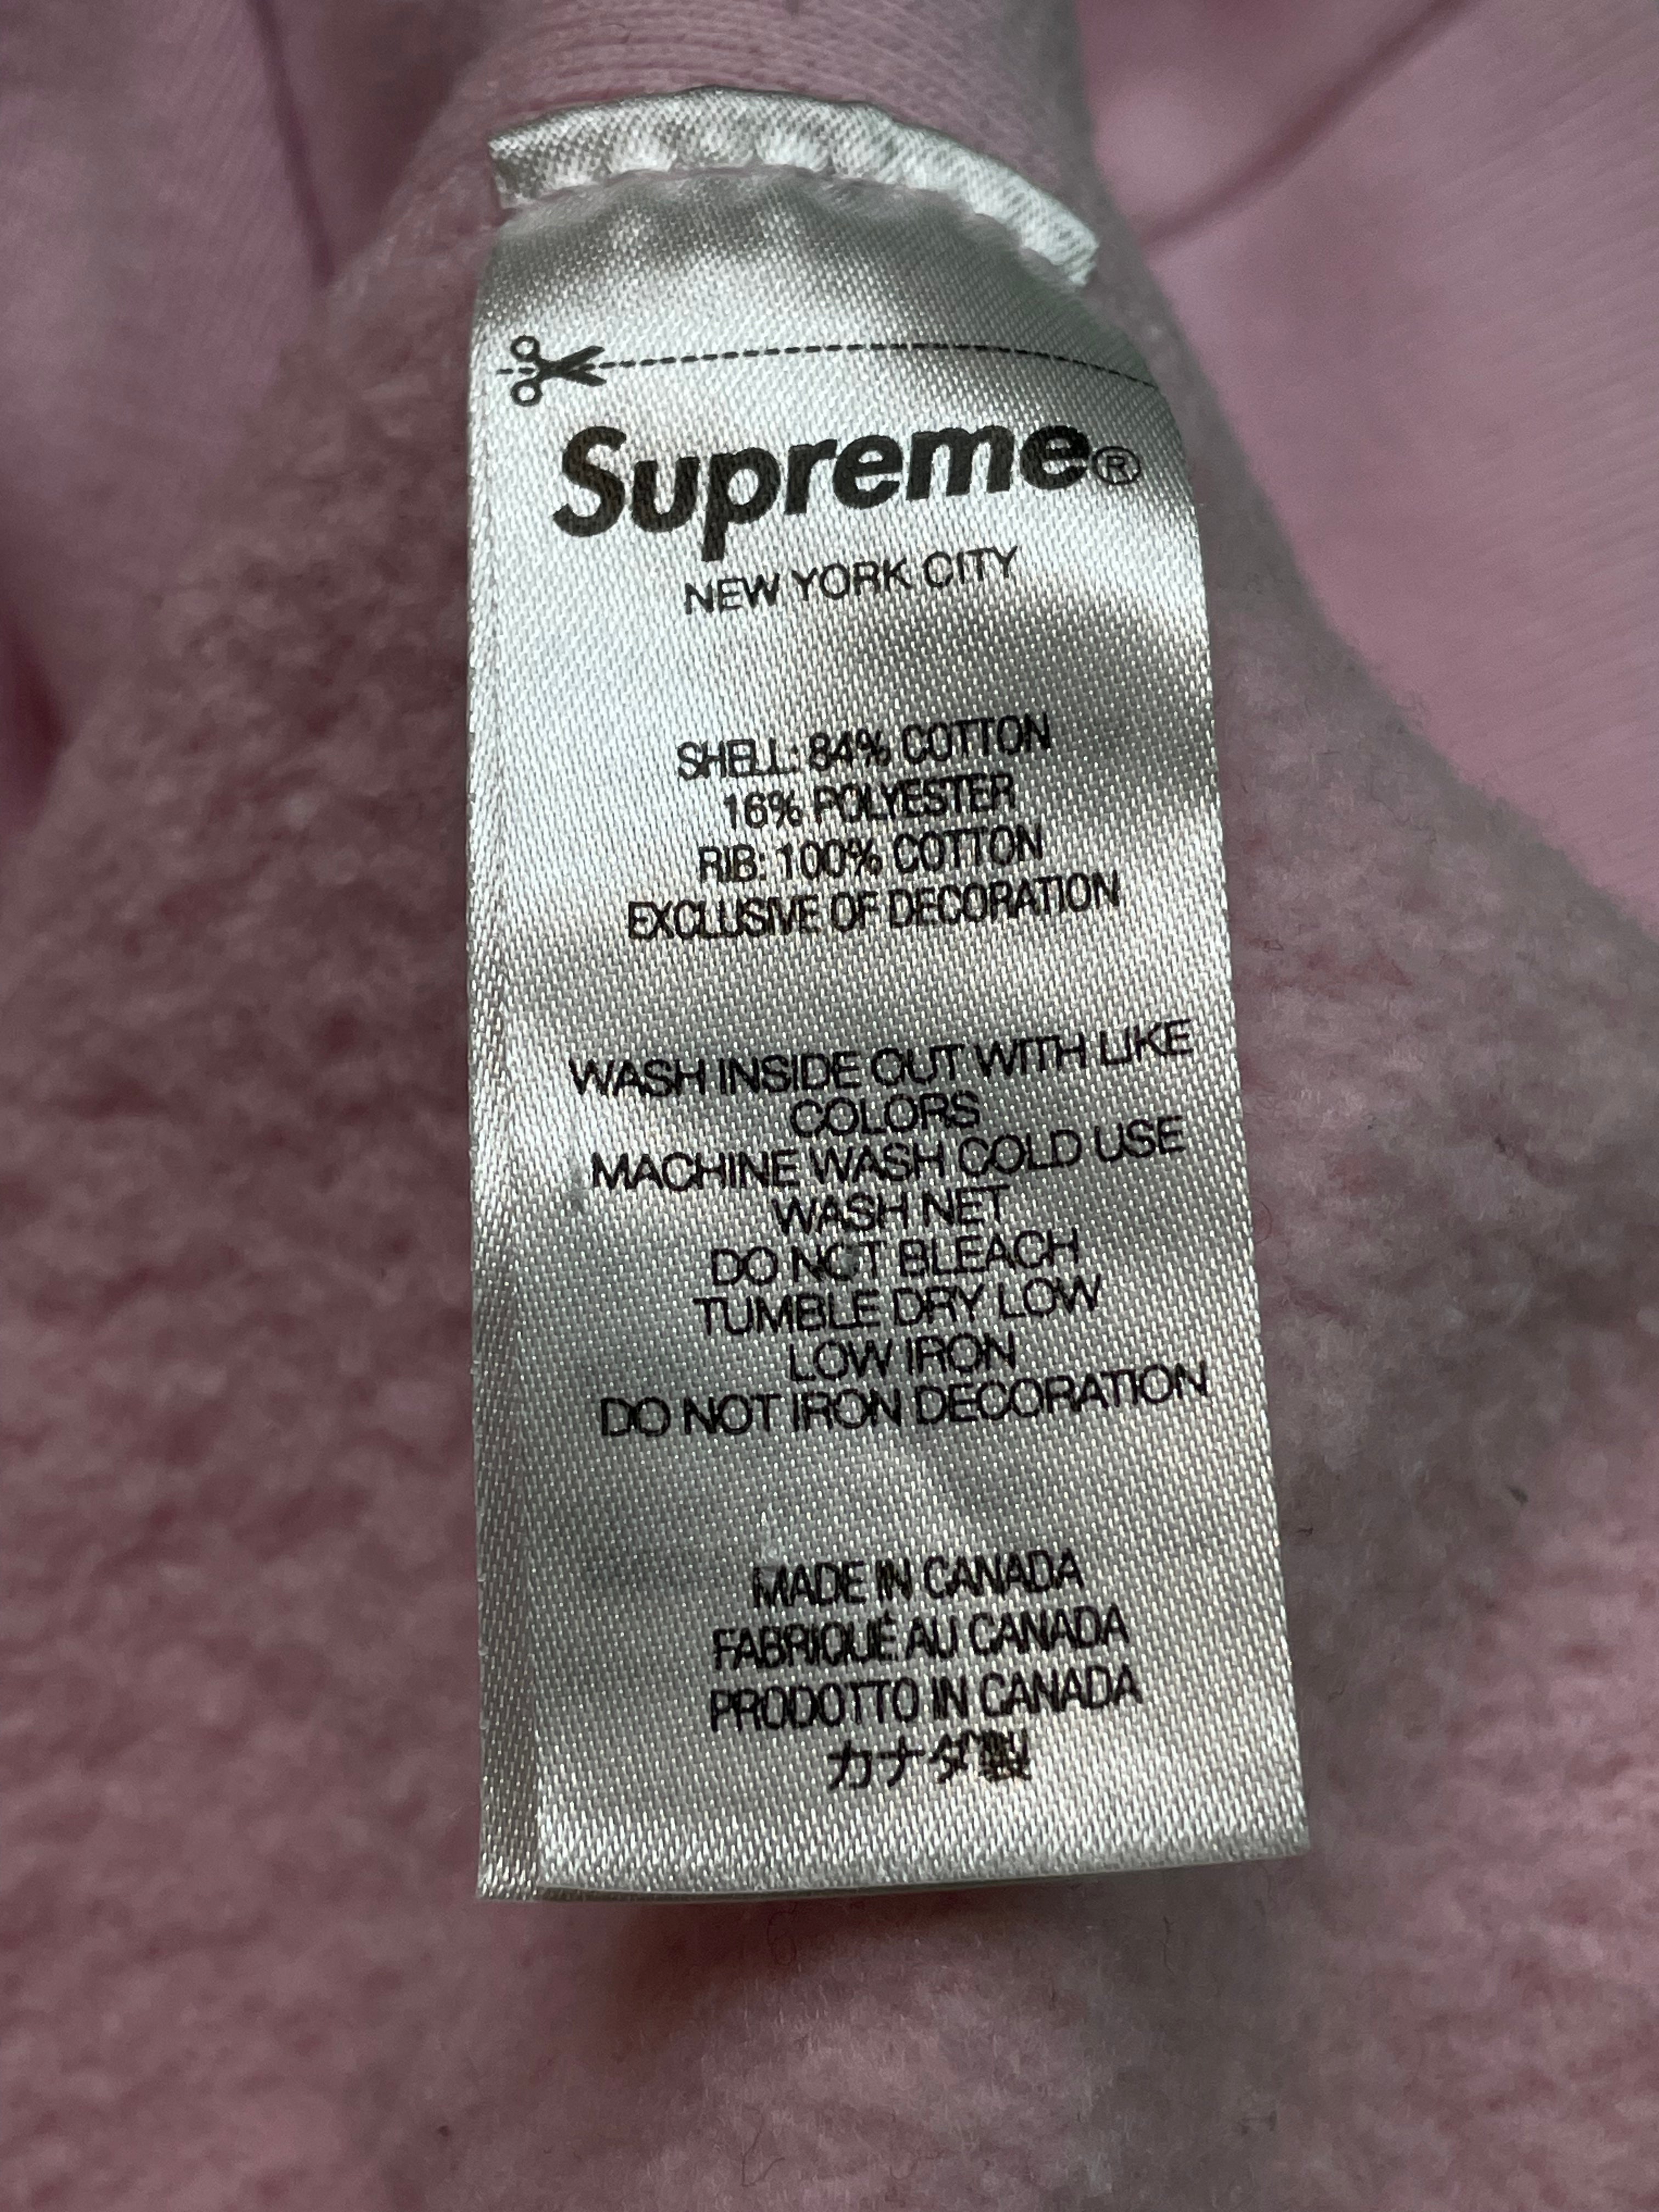 Supreme®
NEW YORK CITY
SHELL: 84% COTTON
16% POLYESTER
RIB: 100% COTTON
EXCLUSIVE OF DECORATION
WASH INSIDE OUT WITH LIKE
COLORS
MACHINE WASH COLD USE
WASH NET
DO NOT BLEACH
TUMBLE DRY LOW
LOW IRON
DO NOT IRON DECORATION
MADE IN CANADA
FABRIQUÉ AU CANADA
PRODOTTO IN CANADA
カナダ製